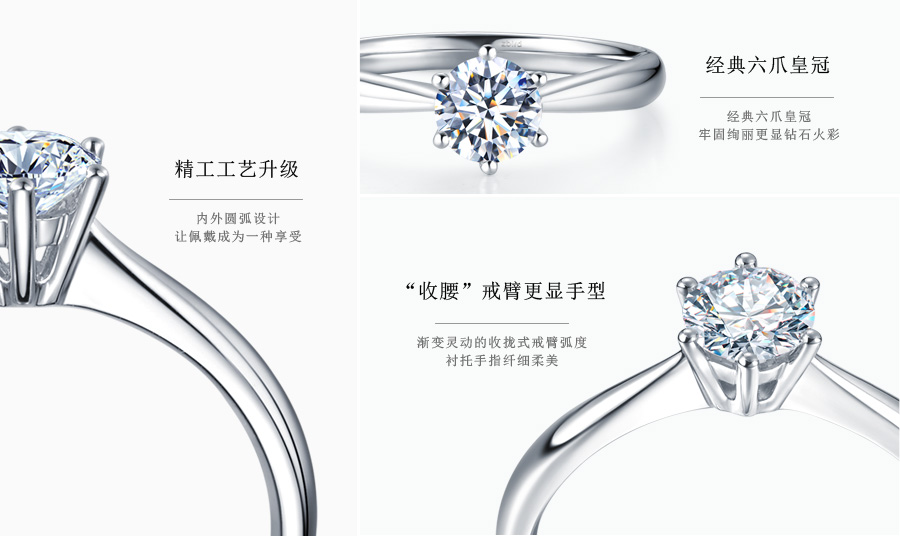 精工工艺升级
内外圆弧设计
让佩戴成为一种享受
经典六爪皇冠
经典六爪皇冠
牢固绚丽更显钻石火彩
“收腰”戒臂更显手型
渐变灵动的收拢式戒臂弧度
衬托手指纤细柔美